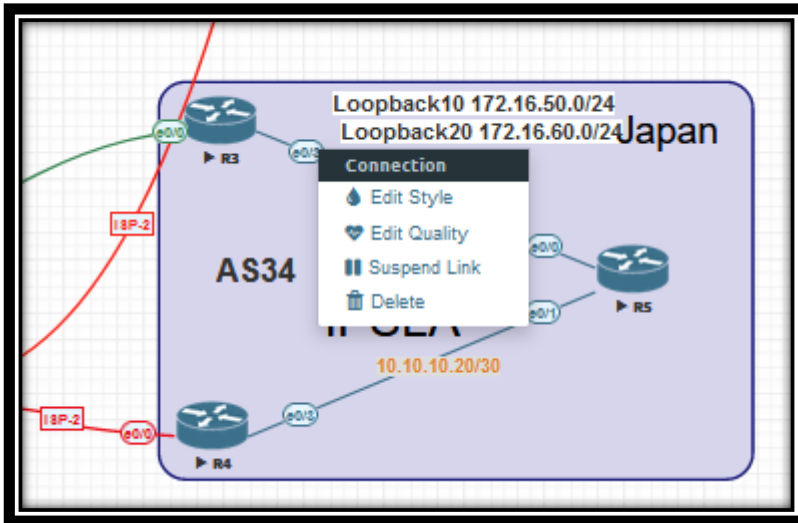 Loopback10 172.16.50.0/24
Loopback20 172.16.60.0/24
Japan
e0/0
R3
e0/3
Connection
Edit Style
Edit Quality
Suspend Link
Delete
ISP-2
AS34
e0/0
R5
e0/1
10.10.10.20/30
ISP-2
e0/0
e0/3
R4